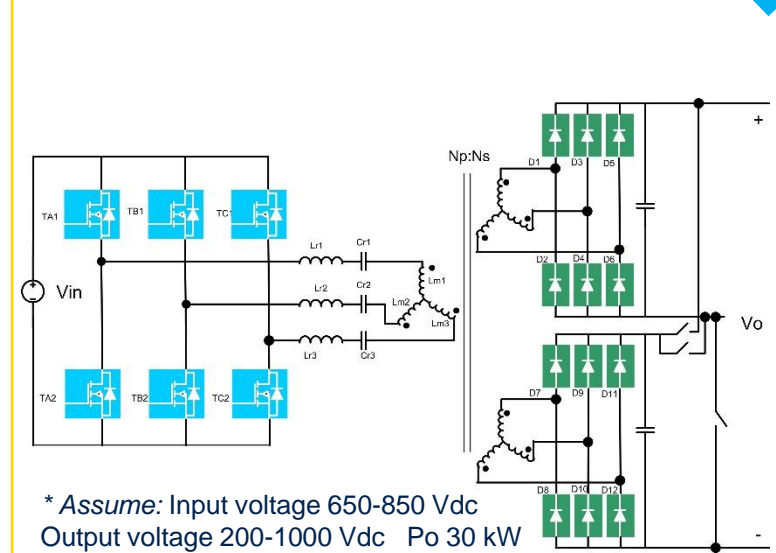 Np:Ns
D1
D3
D5
+
TA1
TB1
TC1
Lr1
Cr1
Lm1
D2
D4
D6
Vin
Lr2
Cr2
Lm2
Lm3
Vo
Lr3
Cr3
TA2
TB2
TC2
D7
D9
D11
D8
D10
D12
-
* Assume: Input voltage 650-850 Vdc
Output voltage 200-1000 Vdc Po 30 kW